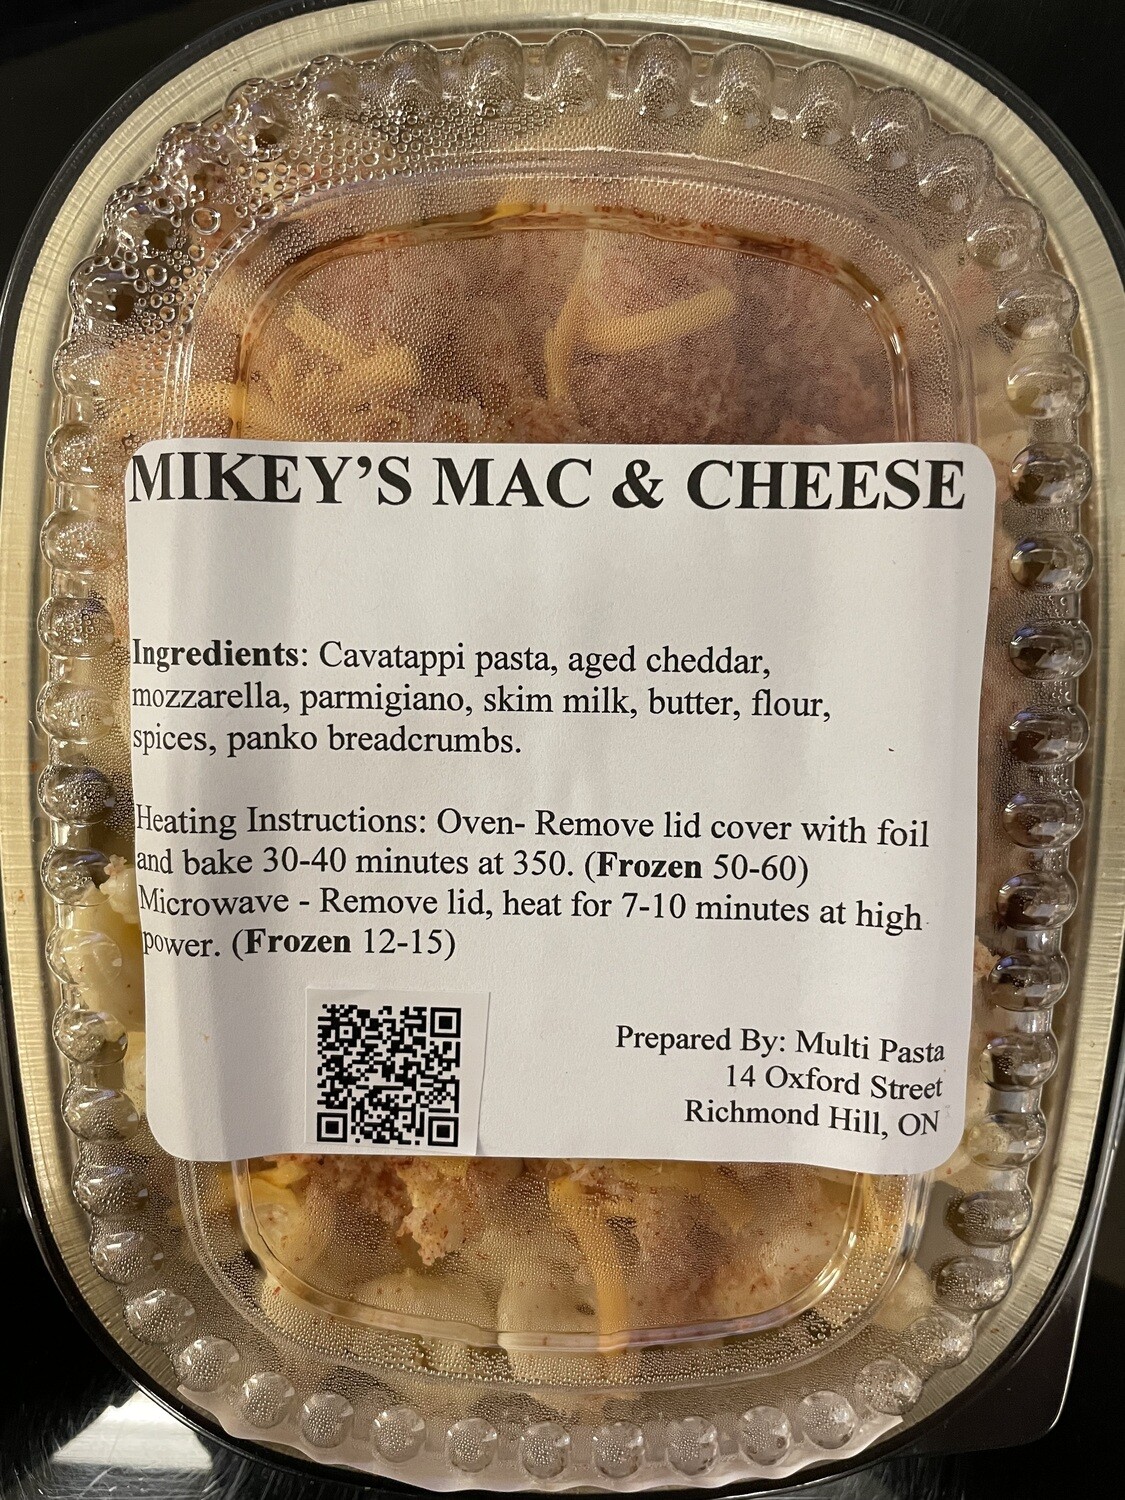 MIKEY’S MAC & CHEESE
Ingredients: Cavatappi pasta, aged cheddar,
mozzarella, parmigiano, skim milk, butter, flour,
spices, panko breadcrumbs.
Heating Instructions: Oven- Remove lid cover with foil
and bake 30-40 minutes at 350. (Frozen 50-60)
Microwave - Remove lid, heat for 7-10 minutes at high
power. (Frozen 12-15)
Prepared By: Multi Pasta
14 Oxford Street
Richmond Hill, ON